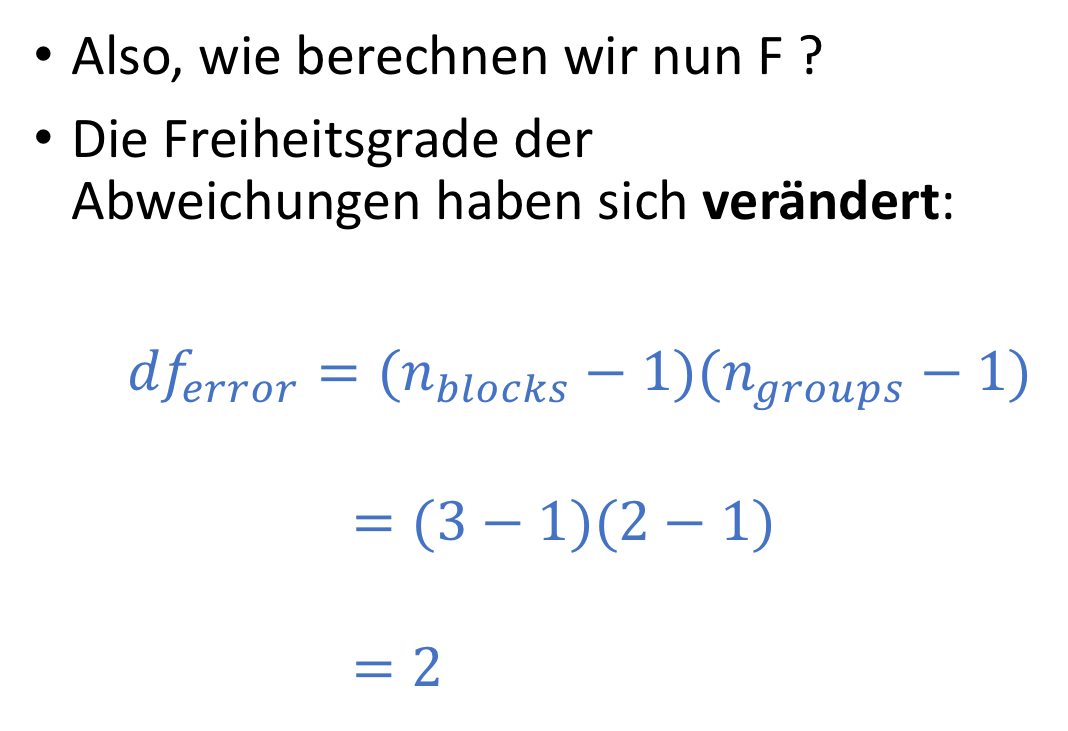 • Also, wie berechnen wir nun F ?
• Die Freiheitsgrade der
Abweichungen haben sich verändert:
df_error = (n_blocks − 1)(n_groups − 1)
= (3 − 1)(2 − 1)
= 2